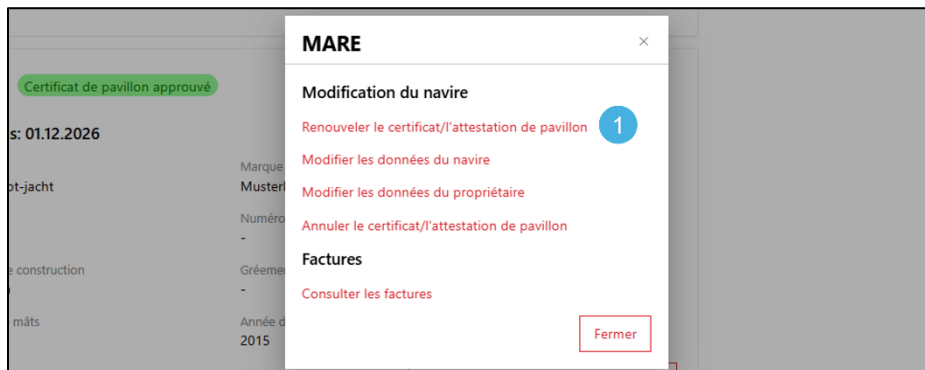 MARE
×
Modification du navire
Renouveler le certificat/l'attestation de pavillon 1
Modifier les données du navire
Modifier les données du propriétaire
Annuler le certificat/l'attestation de pavillon
Factures
Consulter les factures
Fermer
Certificat de pavillon approuvé
s: 01.12.2026
Marque
ot-jacht
Muster
Numéro
-
e construction
Gréeme
-
mâts
Année d
2015